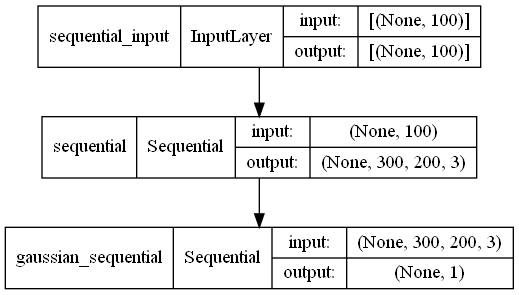 sequential_input InputLayer input: [(None, 100)]
output: [(None, 100)]
sequential Sequential input: (None, 100)
output: (None, 300, 200, 3)
gaussian_sequential Sequential input: (None, 300, 200, 3)
output: (None, 1)